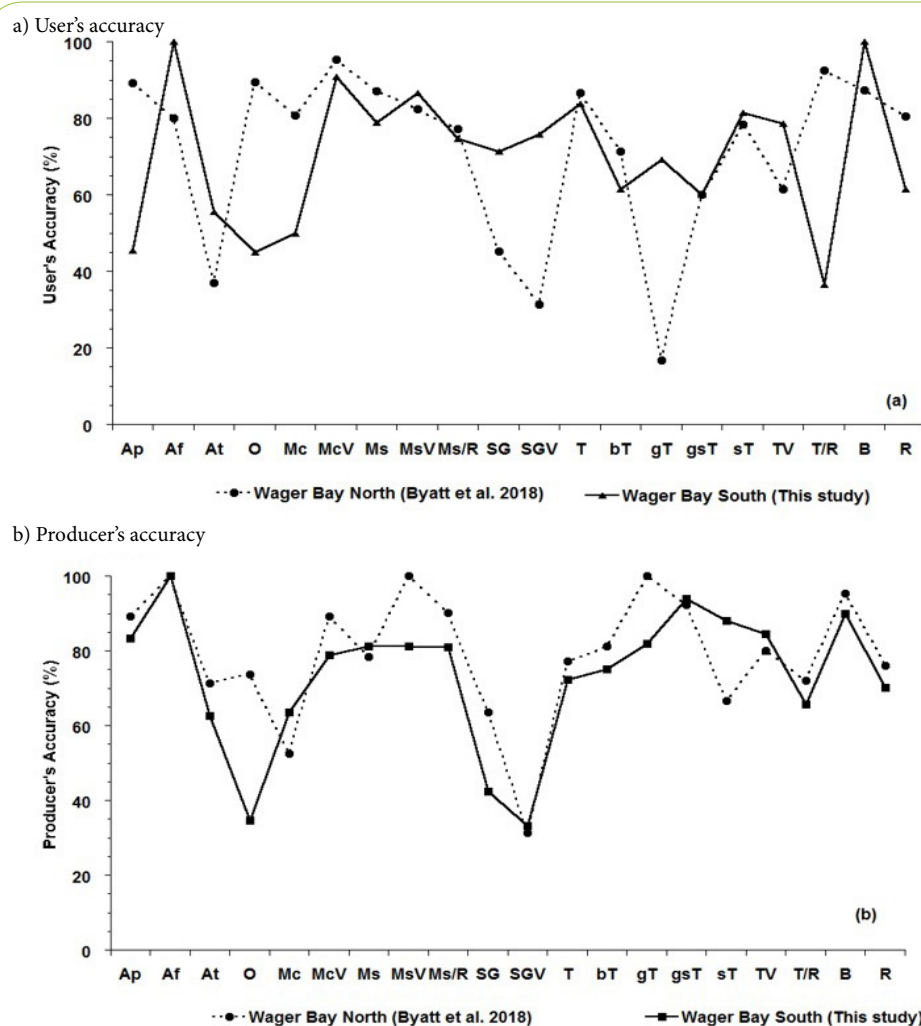 a) User’s accuracy
100
80
60
40
20
0
User's Accuracy (%)
(a)
Ap Af At O Mc McV Ms MsV Ms/R SG SGV T bT gT gsT sT TV T/R B R
Wager Bay North (Byatt et al. 2018) Wager Bay South (This study)
b) Producer’s accuracy
100
80
60
40
20
0
Producer's Accuracy (%)
(b)
Ap Af At O Mc McV Ms MsV Ms/R SG SGV T bT gT gsT sT TV T/R B R
Wager Bay North (Byatt et al. 2018) Wager Bay South (This study)